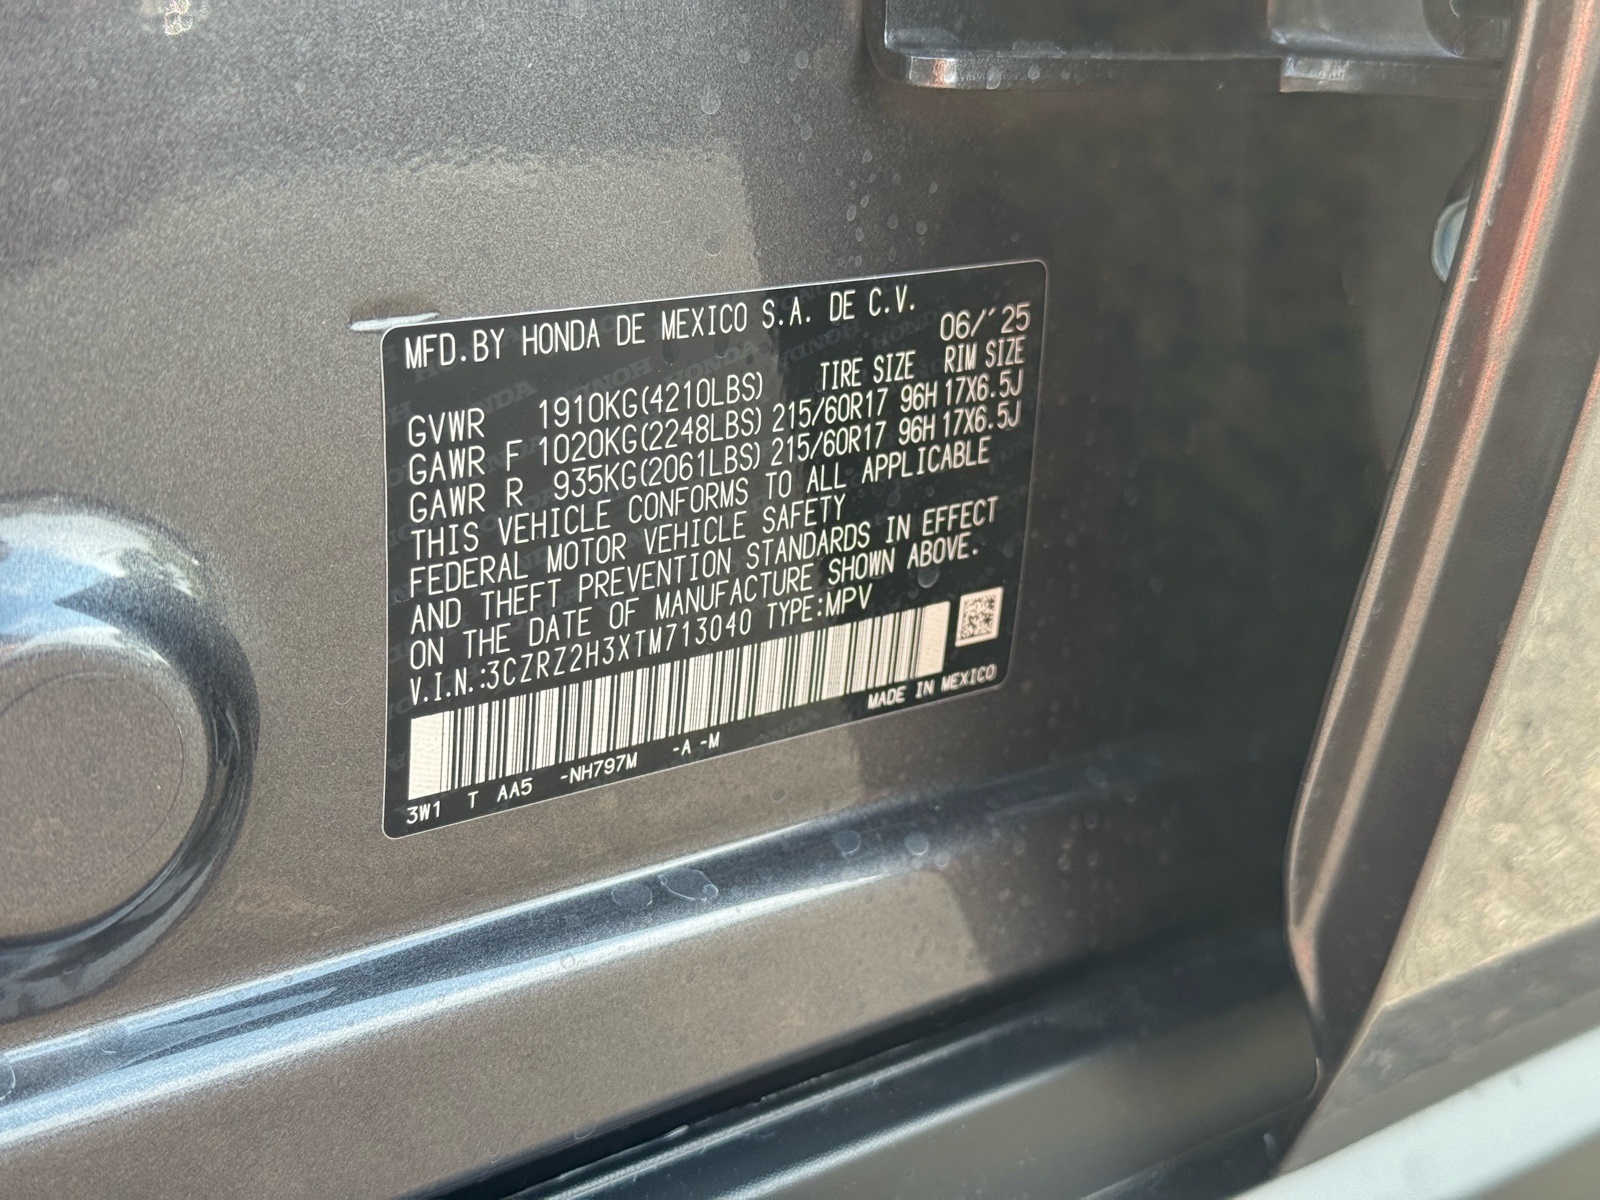 MFD.BY HONDA DE MEXICO S.A. DE C.V.
06/'25
TIRE SIZE RIM SIZE
GVWR 1910KG(4210LBS)
GAWR F 1020KG(2248LBS) 215/60R17 96H 17X6.5J
GAWR R 935KG(2061LBS) 215/60R17 96H 17X6.5J
THIS VEHICLE CONFORMS TO ALL APPLICABLE
FEDERAL MOTOR VEHICLE SAFETY
AND THEFT PREVENTION STANDARDS IN EFFECT
ON THE DATE OF MANUFACTURE SHOWN ABOVE.
V.I.N.:3CZRZ2H3XTM713040 TYPE:MPV
MADE IN MEXICO
3W1 T AA5 -NH797M -A -M